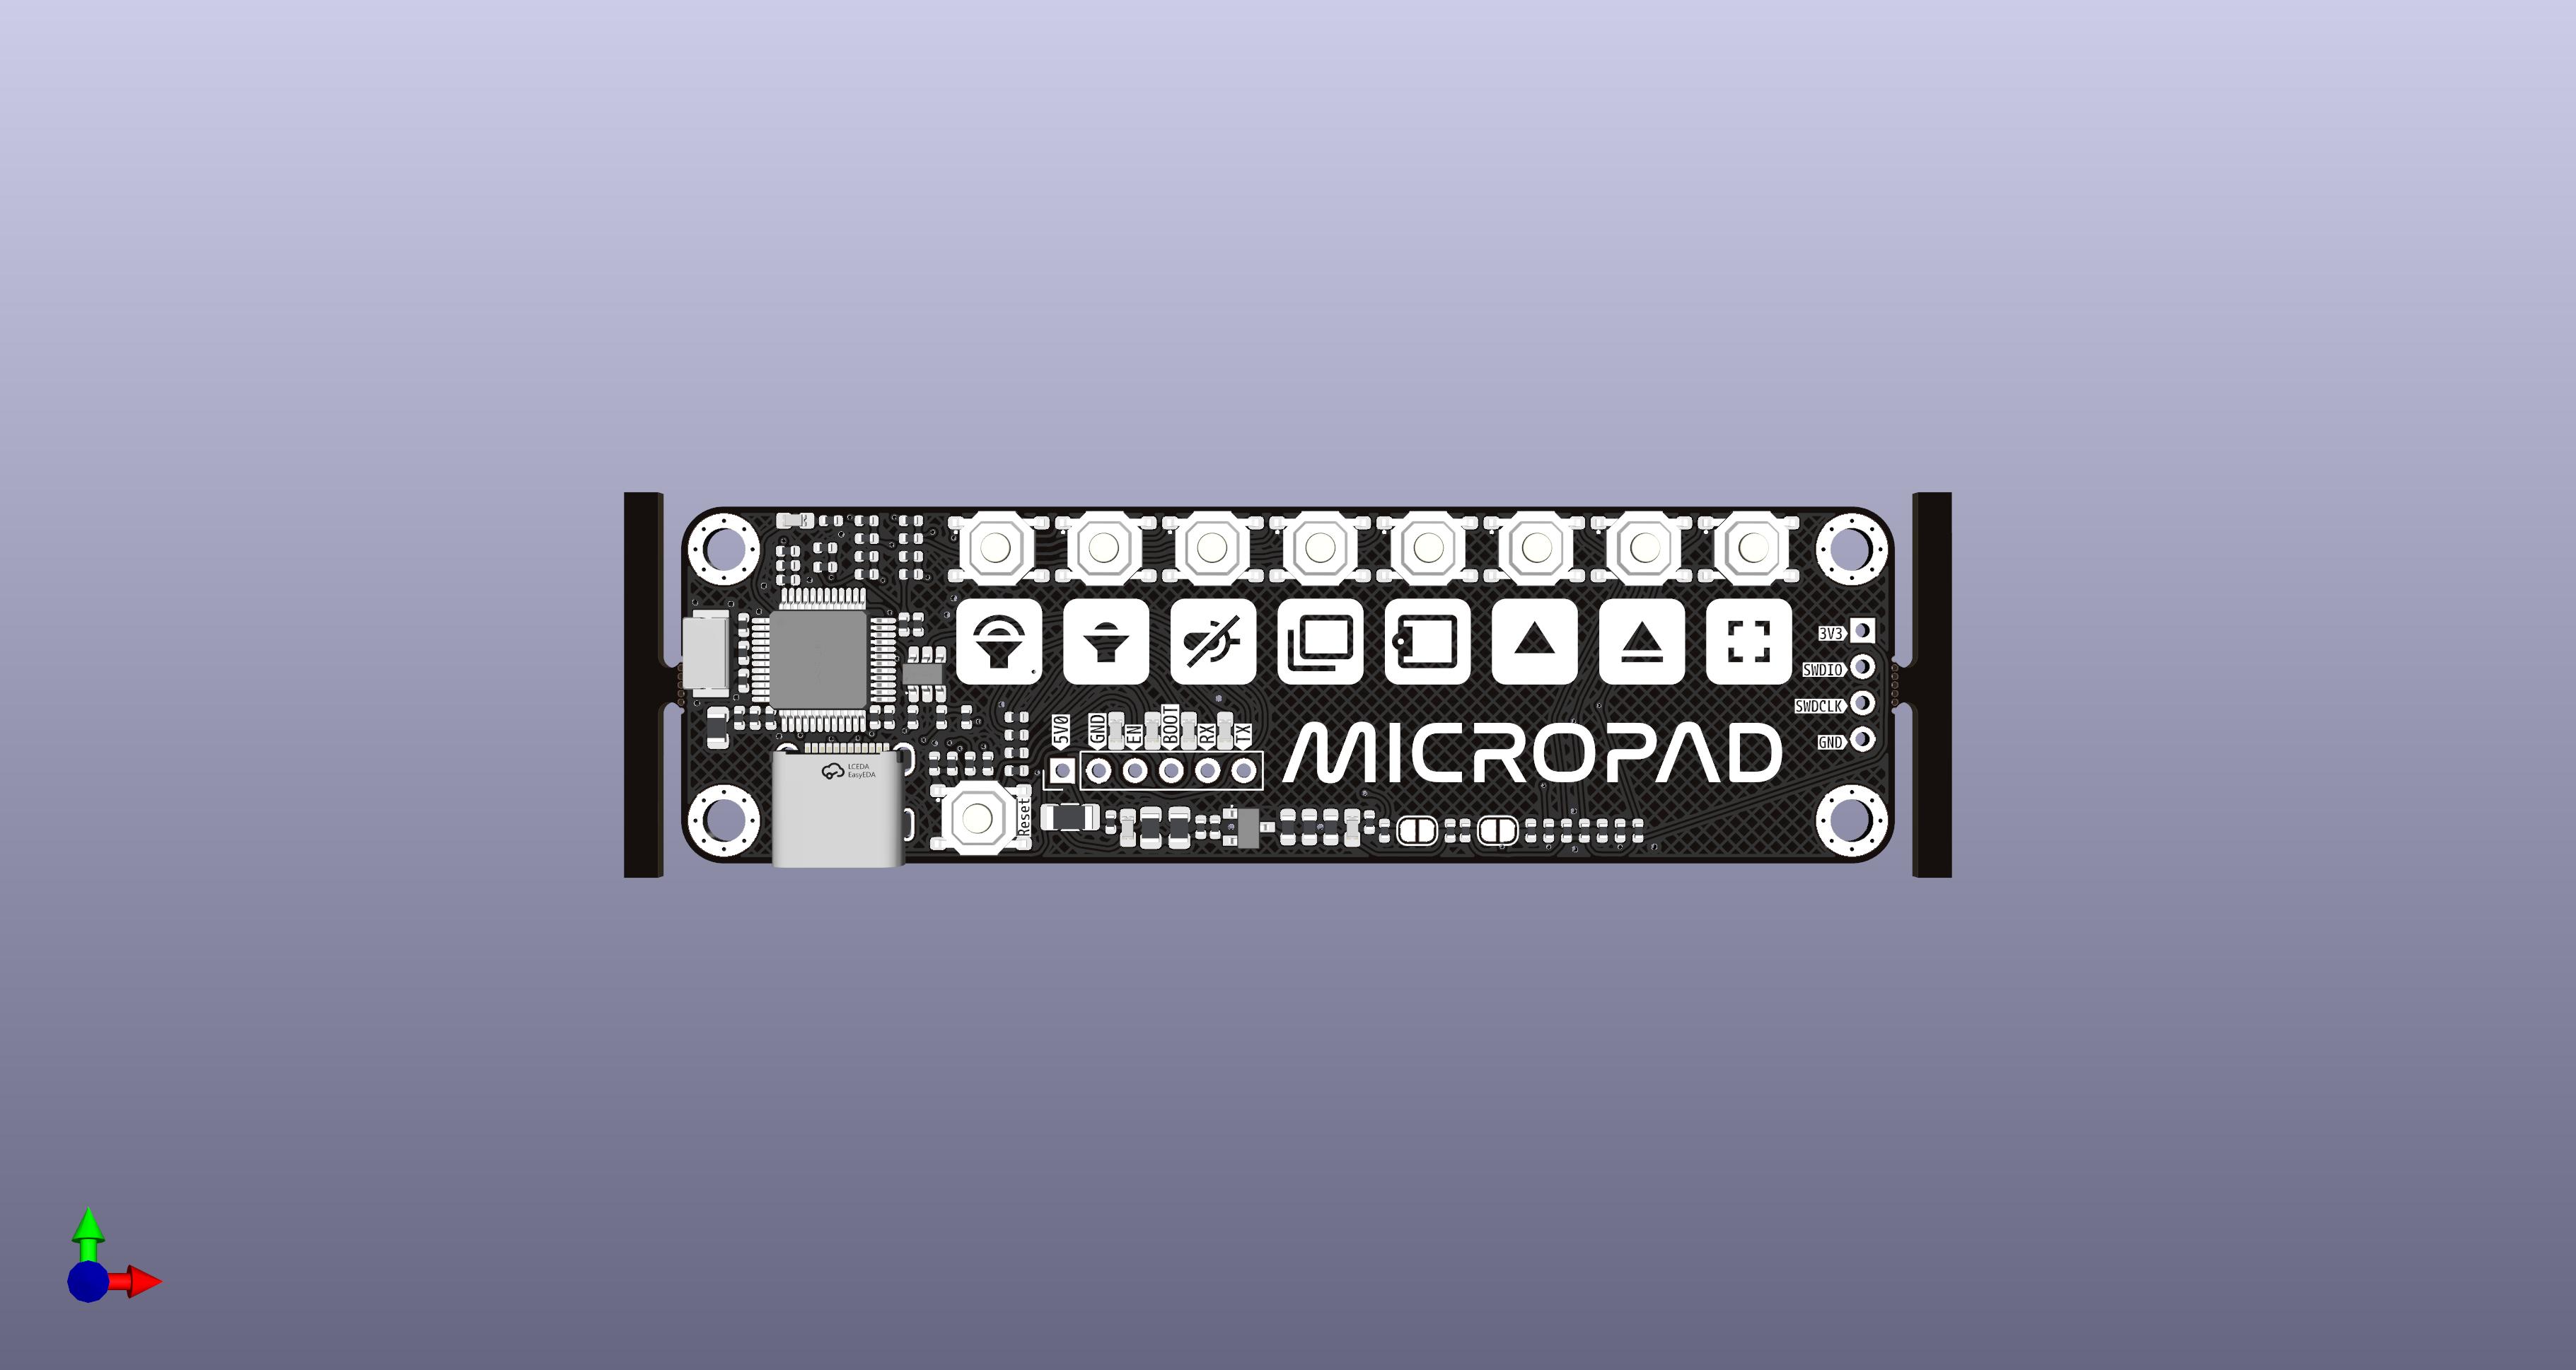 3V3
SWDIO
SWDCLK
GND
5V0
GND
EN
BOOT
RX
TX
MICROPAD
LCEDA
EasyEDA
Reset